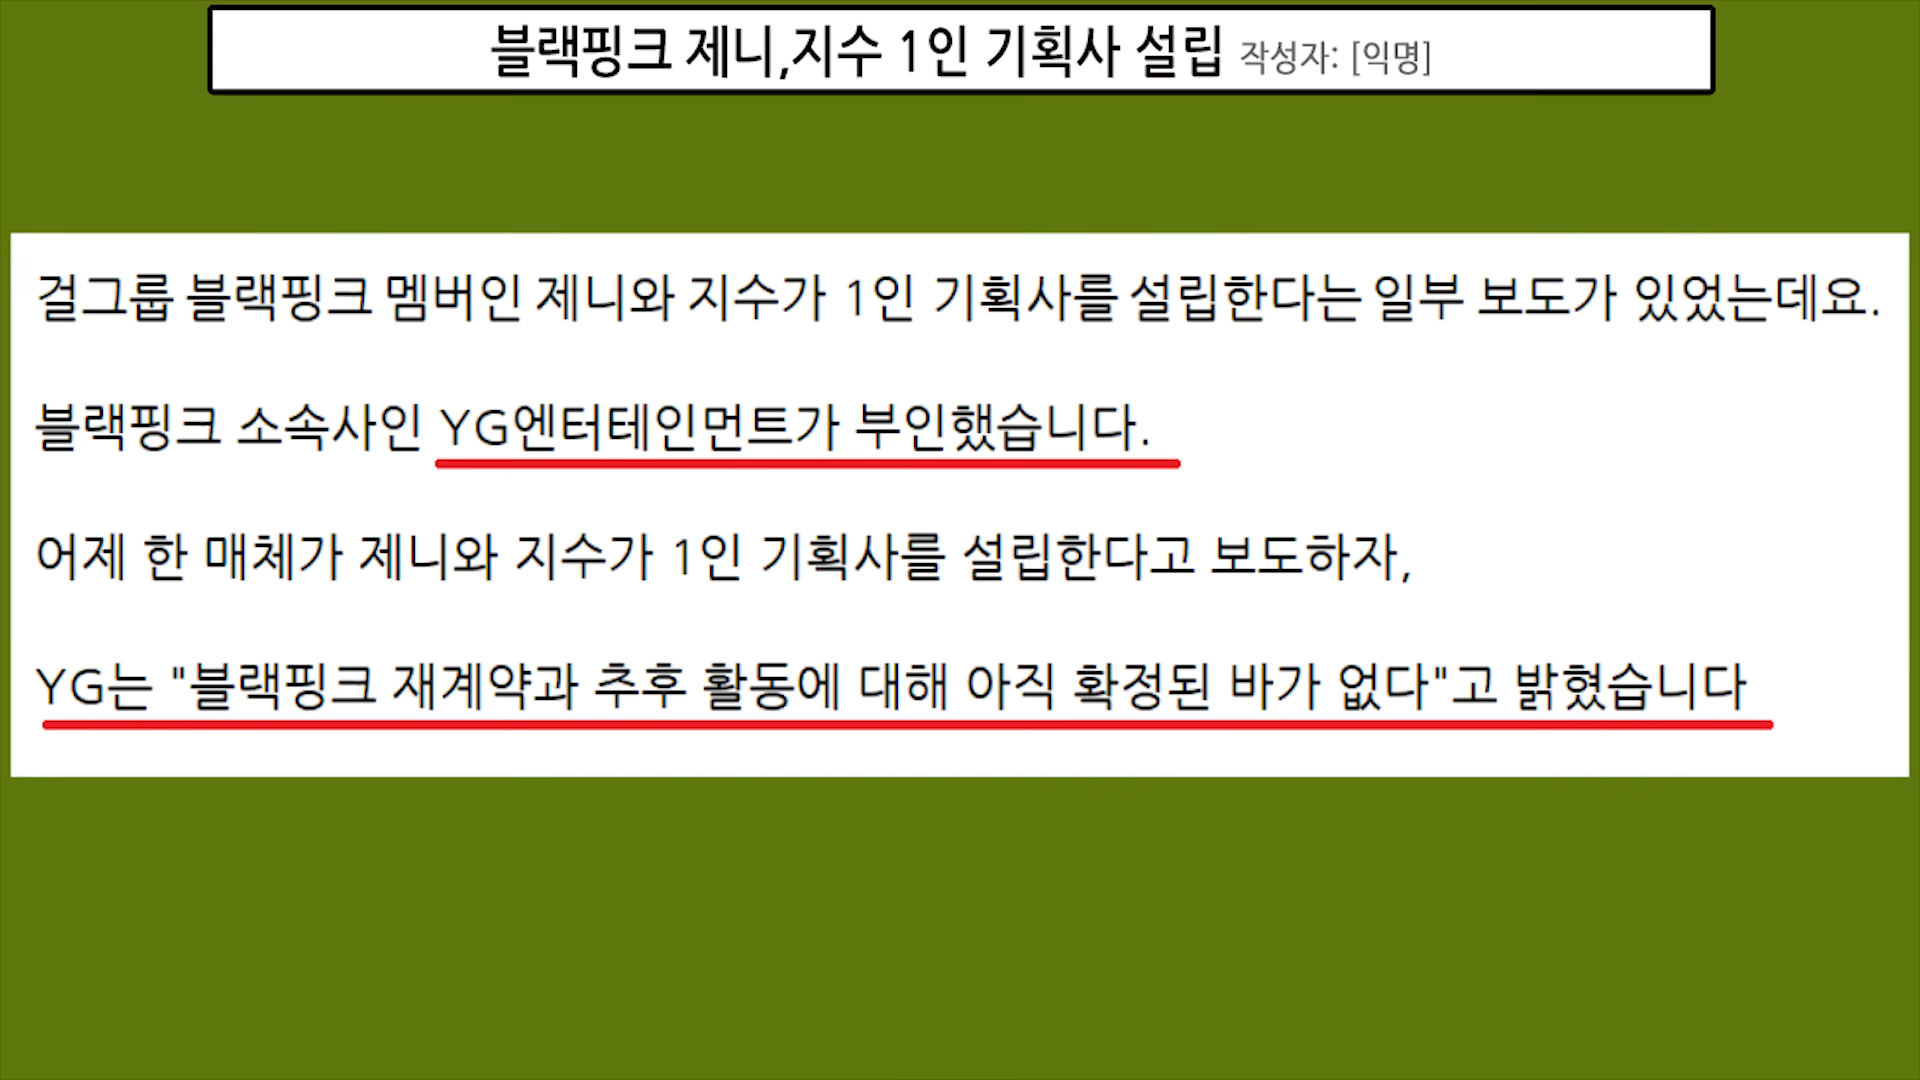 블랙핑크 제니,지수 1인 기획사 설립 작성자: [익명]
걸그룹 블랙핑크 멤버인 제니와 지수가 1인 기획사를 설립한다는 일부 보도가 있었는데요.
블랙핑크 소속사인 YG엔터테인먼트가 부인했습니다.
어제 한 매체가 제니와 지수가 1인 기획사를 설립한다고 보도하자,
YG는 "블랙핑크 재계약과 추후 활동에 대해 아직 확정된 바가 없다"고 밝혔습니다